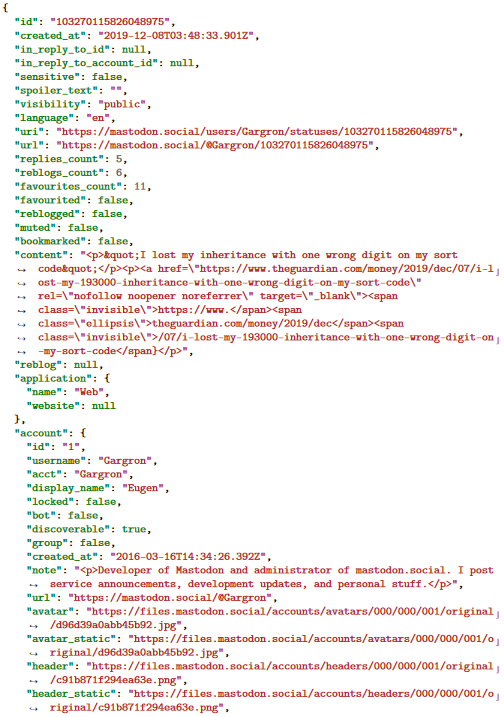 {
"id": "103270115826048975",
"created_at": "2019-12-08T03:48:33.901Z",
"in_reply_to_id": null,
"in_reply_to_account_id": null,
"sensitive": false,
"spoiler_text": "",
"visibility": "public",
"language": "en",
"uri": "https://mastodon.social/users/Gargron/statuses/103270115826048975",
"url": "https://mastodon.social/@Gargron/103270115826048975",
"replies_count": 5,
"reblogs_count": 6,
"favourites_count": 11,
"favourited": false,
"reblogged": false,
"muted": false,
"bookmarked": false,
"content": "<p>&quot;I lost my inheritance with one wrong digit on my sort
↪ code&quot;</p><p><a href=\"https://www.theguardian.com/money/2019/dec/07/i-l
↪ ost-my-193000-inheritance-with-one-wrong-digit-on-my-sort-code\"
↪ rel=\"nofollow noopener noreferrer\" target=\"_blank\"><span
↪ class=\"invisible\">https://www.</span><span
↪ class=\"ellipsis\">theguardian.com/money/2019/dec</span><span
↪ class=\"invisible\">/07/i-lost-my-193000-inheritance-with-one-wrong-digit-on
↪ -my-sort-code</span}</p>",
"reblog": null,
"application": {
"name": "Web",
"website": null
},
"account": {
"id": "1",
"username": "Gargron",
"acct": "Gargron",
"display_name": "Eugen",
"locked": false,
"bot": false,
"discoverable": true,
"group": false,
"created_at": "2016-03-16T14:34:26.392Z",
"note": "<p>Developer of Mastodon and administrator of mastodon.social. I post
↪ service announcements, development updates, and personal stuff.</p>",
"url": "https://mastodon.social/@Gargron",
"avatar": "https://files.mastodon.social/accounts/avatars/000/000/001/original
↪ /d96d39a0abb45b92.jpg",
"avatar_static": "https://files.mastodon.social/accounts/avatars/000/000/001/o
↪ riginal/d96d39a0abb45b92.jpg",
"header": "https://files.mastodon.social/accounts/headers/000/000/001/original
↪ /c91b871f294ea63e.png",
"header_static": "https://files.mastodon.social/accounts/headers/000/000/001/o
↪ riginal/c91b871f294ea63e.png",